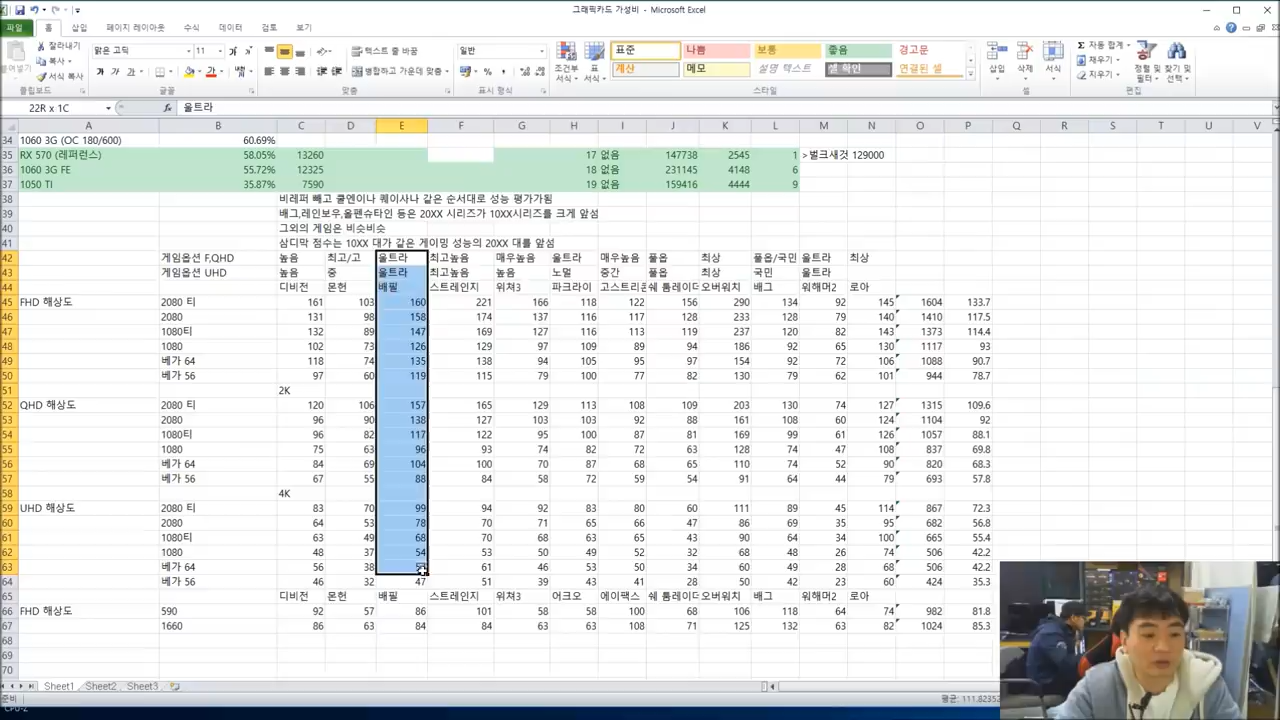 그래픽카드 가성비 - Microsoft Excel
파일 홈 삽입 페이지 레이아웃 수식 데이터 검토 보기
잘라내기 맑은 고딕 11 텍스트 줄 바꿈 일반 표준 나쁨 보통 좋음 경고문 자동 합계
복사 채우기
서식 복사 병합하고 가운데 맞춤 조건부 표 계산 메모 설명 텍스트 셀 확인 연결된 셀 삽입 삭제 서식 지우기 정렬 및 찾기 및
서식 서식 필터 선택
클립보드 글꼴 맞춤 표시 형식 스타일 셀 편집
22R x 1C fx 울트라
A B C D E F G H I J K L M N O P Q R S T U V
34 1060 3G (OC 180/600) 60.69%
35 RX 570 (레퍼런스) 58.05% 13260 17 없음 147738 2545 1 >벌크새것 129000
36 1060 3G FE 55.72% 12325 18 없음 231145 4148 6
37 1050 TI 35.87% 7590 19 없음 159416 4444 9
38 비레퍼 빼고 쿨엔이나 퀘이사나 같은 순서대로 성능 평가가됨
39 배그,레인보우,울펜슈타인 등은 20XX 시리즈가 10XX시리즈를 크게 앞섬
40 그외의 게임은 비슷비슷
41 삼디막 점수는 10XX 대가 같은 게이밍 성능의 20XX 대를 앞섬
42 게임옵션 F,QHD 높음 최고/고 울트라 최고높음 매우높음 울트라 매우높음 풀옵 최상 풀옵/국민 울트라 최상
43 게임옵션 UHD 높음 중 울트라 최고높음 높음 노멀 중간 풀옵 최상 국민 울트라
44 디비전 몬헌 배필 스트레인지 위쳐3 파크라이 고스트리 쉐 툼레이더 오버워치 배그 워해머2 로아
45 FHD 해상도 2080 티 161 103 160 221 166 118 122 156 290 134 92 145 1604 133.7
46 2080 131 98 158 174 137 116 117 128 233 128 79 140 1410 117.5
47 1080티 132 89 147 169 127 116 113 119 237 120 82 143 1373 114.4
48 1080 102 73 126 129 97 109 89 94 186 92 65 130 1117 93
49 베가 64 118 74 135 138 94 105 95 97 154 92 72 106 1088 90.7
50 베가 56 97 60 119 115 79 100 77 82 130 79 62 101 944 78.7
51 2K
52 QHD 해상도 2080 티 120 106 157 165 129 113 108 109 203 130 74 127 1315 109.6
53 2080 96 90 138 127 103 103 92 88 161 108 60 124 1104 92
54 1080티 96 82 117 122 95 100 87 81 169 99 61 126 1057 88.1
55 1080 75 63 96 93 74 82 72 63 128 74 47 108 837 69.8
56 베가 64 84 69 104 100 70 87 68 65 110 74 52 90 820 68.3
57 베가 56 67 55 88 84 58 72 59 54 91 64 44 79 693 57.8
58 4K
59 UHD 해상도 2080 티 83 70 99 94 92 83 80 60 111 89 45 114 867 72.3
60 2080 64 53 78 70 71 65 66 47 86 69 35 95 682 56.8
61 1080티 63 49 68 70 68 64 65 43 90 64 34 100 665 55.4
62 1080 48 37 54 53 50 49 52 32 68 48 26 74 506 42.2
63 베가 64 56 38 61 46 53 50 34 60 49 28 68 506 42.2
64 베가 56 46 32 47 51 39 43 41 28 50 42 23 60 424 35.3
65 디비전 몬헌 배필 스트레인지 위쳐3 어크오 에이팩스 쉐 툼레이더 오버워치 배그 워해머2 로아
66 FHD 해상도 590 92 57 86 101 58 58 100 68 106 118 64 74 982 81.8
67 1660 86 63 84 84 63 63 108 71 125 132 63 82 1024 85.3
68
69
70
Sheet1 Sheet2 Sheet3
준비 평균: 111.82352
CPU-Z